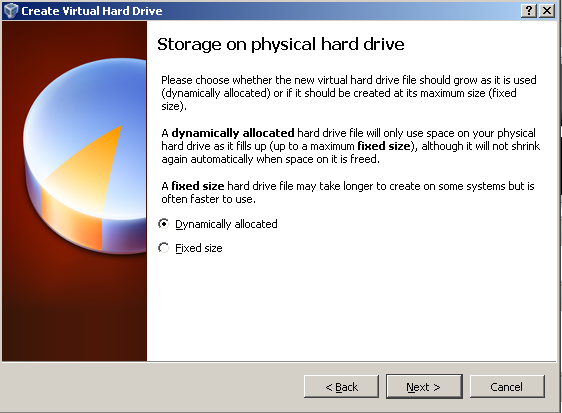 Create Virtual Hard Drive
Storage on physical hard drive
Please choose whether the new virtual hard drive file should grow as it is used
(dynamically allocated) or if it should be created at its maximum size (fixed
size).
A dynamically allocated hard drive file will only use space on your physical
hard drive as it fills up (up to a maximum fixed size), although it will not shrink
again automatically when space on it is freed.
A fixed size hard drive file may take longer to create on some systems but is
often faster to use.
Dynamically allocated
Fixed size
< Back Next > Cancel